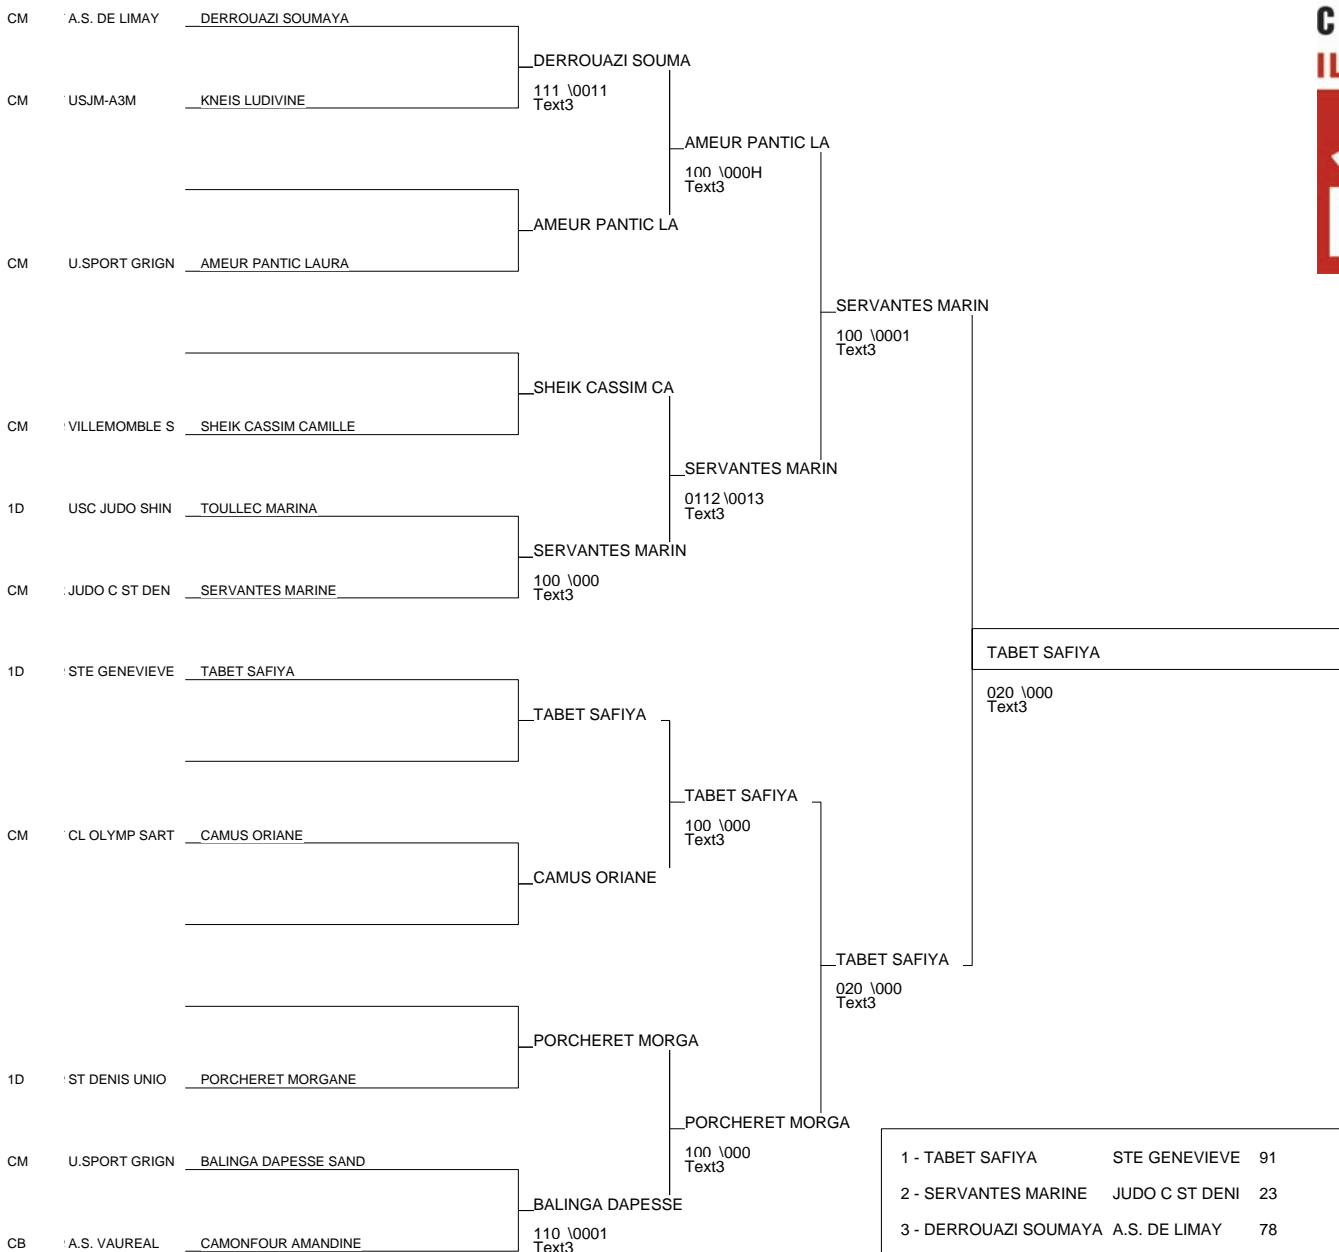 CM A.S. DE LIMAY DERROUAZI SOUMAYA
C
DERROUAZI SOUMA
IL
111 \0011
Text3
CM USJM-A3M KNEIS LUDIVINE
AMEUR PANTIC LA
100 \000H
Text3
AMEUR PANTIC LA
CM U.SPORT GRIGN AMEUR PANTIC LAURA
SERVANTES MARIN
100 \0001
Text3
SHEIK CASSIM CA
CM VILLEMOMBLE S SHEIK CASSIM CAMILLE
SERVANTES MARIN
0112 \0013
Text3
1D USC JUDO SHIN TOULLEC MARINA
SERVANTES MARIN
100 \000
Text3
CM JUDO C ST DEN SERVANTES MARINE
TABET SAFIYA
020 \000
Text3
1D STE GENEVIEVE TABET SAFIYA
TABET SAFIYA
TABET SAFIYA
100 \000
Text3
CM CL OLYMP SART CAMUS ORIANE
CAMUS ORIANE
TABET SAFIYA
020 \000
Text3
PORCHERET MORGA
1D ST DENIS UNIO PORCHERET MORGANE
PORCHERET MORGA
100 \000
Text3
CM U.SPORT GRIGN BALINGA DAPESSE SAND
BALINGA DAPESSE
110 \0001
Text3
CB A.S. VAUREAL CAMONFOUR AMANDINE
1 - TABET SAFIYA STE GENEVIEVE 91
2 - SERVANTES MARINE JUDO C ST DENI 23
3 - DERROUAZI SOUMAYA A.S. DE LIMAY 78